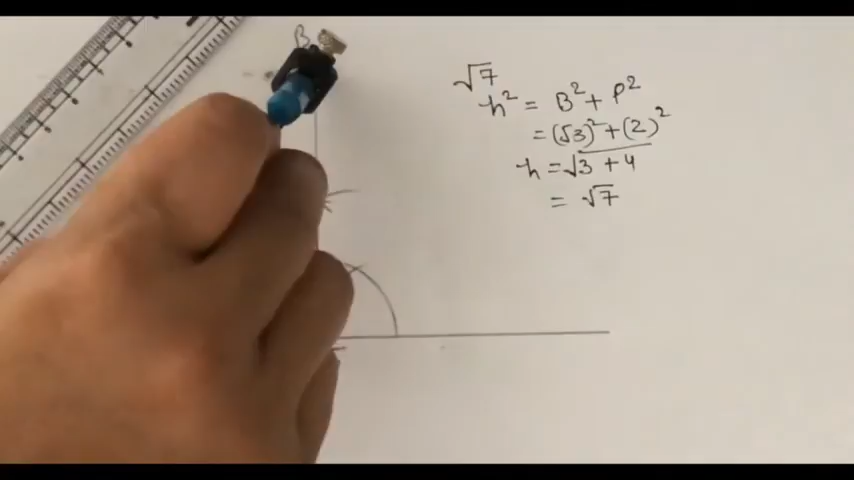 B
√7
h² = B² + P²
= (√3)² + (2)²
h = √3 + 4
= √7